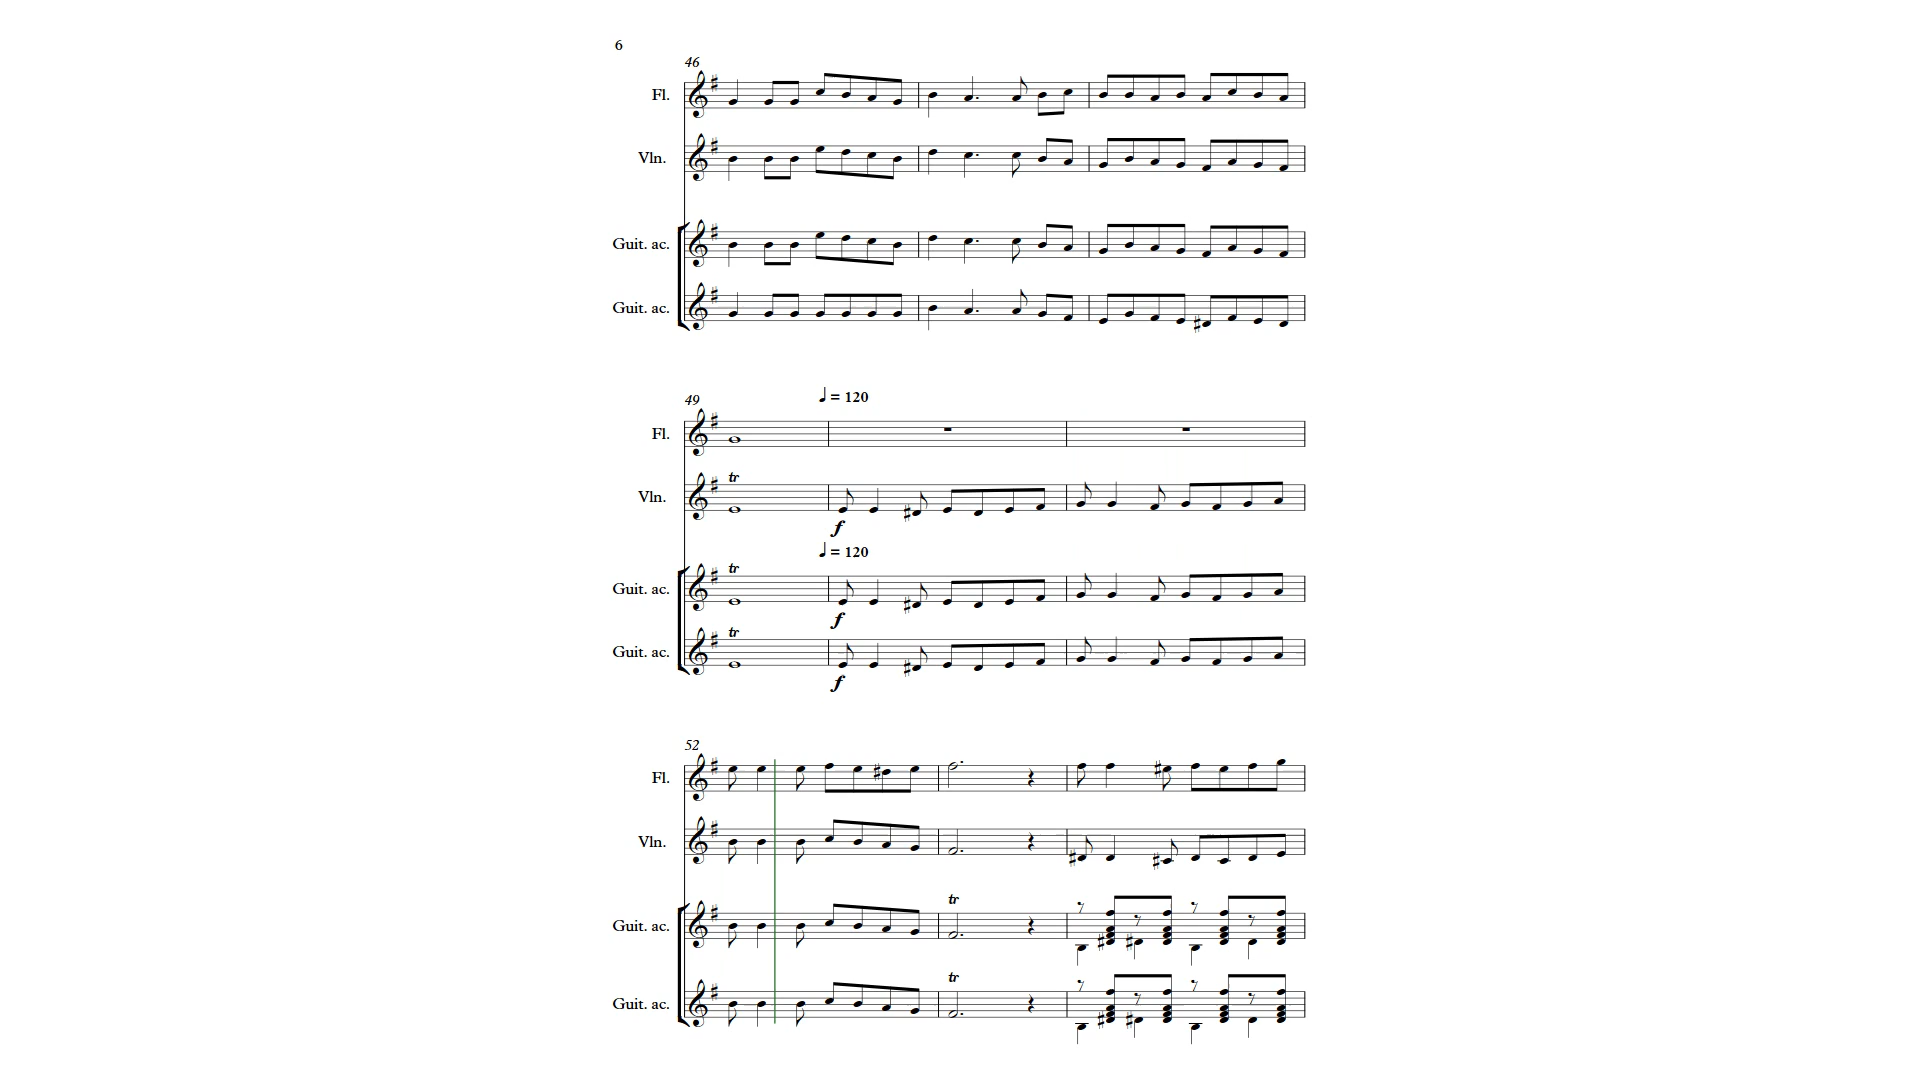 6
46
Fl.
Vln.
Guit. ac.
Guit. ac.
49
♩ = 120
Fl.
tr
Vln.
f
♩ = 120
tr
Guit. ac.
f
tr
Guit. ac.
f
52
Fl.
Vln.
tr
Guit. ac.
tr
Guit. ac.